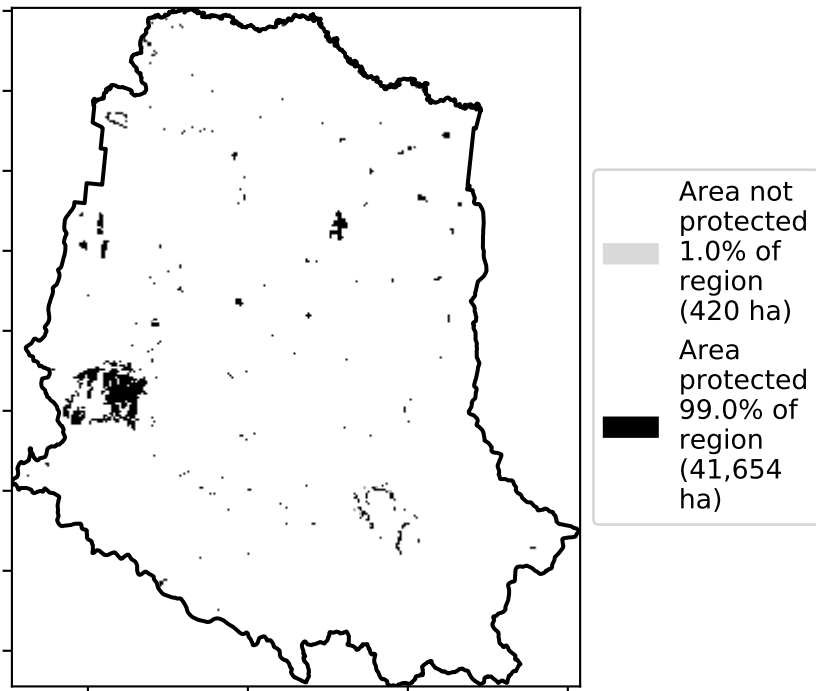 Area not
protected
1.0% of
region
(420 ha)
Area
protected
99.0% of
region
(41,654
ha)